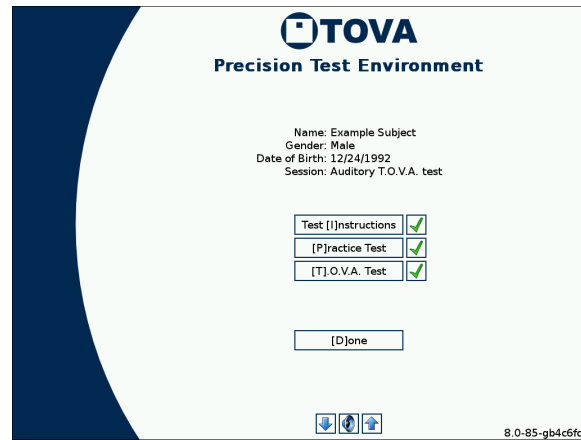 TOVA
Precision Test Environment
Name: Example Subject
Gender: Male
Date of Birth: 12/24/1992
Session: Auditory T.O.V.A. test
Test [I]nstructions
[P]ractice Test
[T].O.V.A. Test
[D]one
8.0-85-gb4c6fc